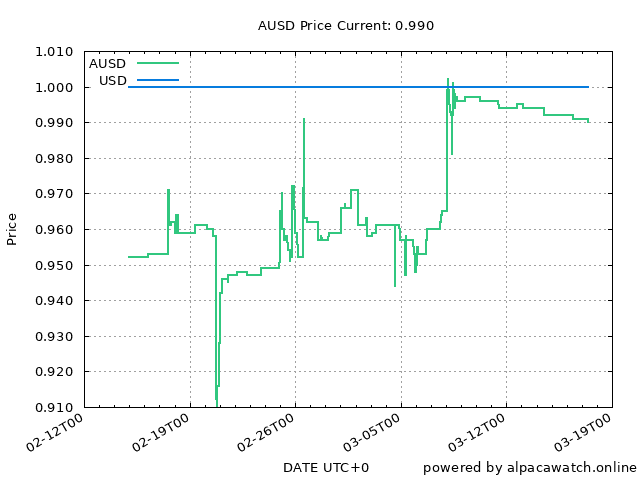 AUSD Price Current: 0.990
1.010
1.000
0.990
0.980
0.970
0.960
0.950
0.940
0.930
0.920
0.910
Price
AUSD
USD
02-12T00
02-19T00
02-26T00
03-05T00
03-12T00
03-19T00
DATE UTC+0
powered by alpacawatch.online